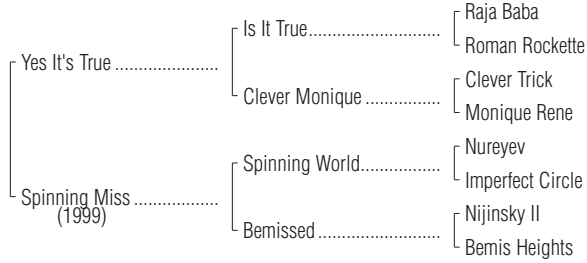 Raja Baba
Is It True
Roman Rockette
Yes It's True
Clever Trick
Clever Monique
Monique Rene
Nureyev
Spinning World
Imperfect Circle
Spinning Miss
(1999)
Nijinsky II
Bemissed
Bemis Heights